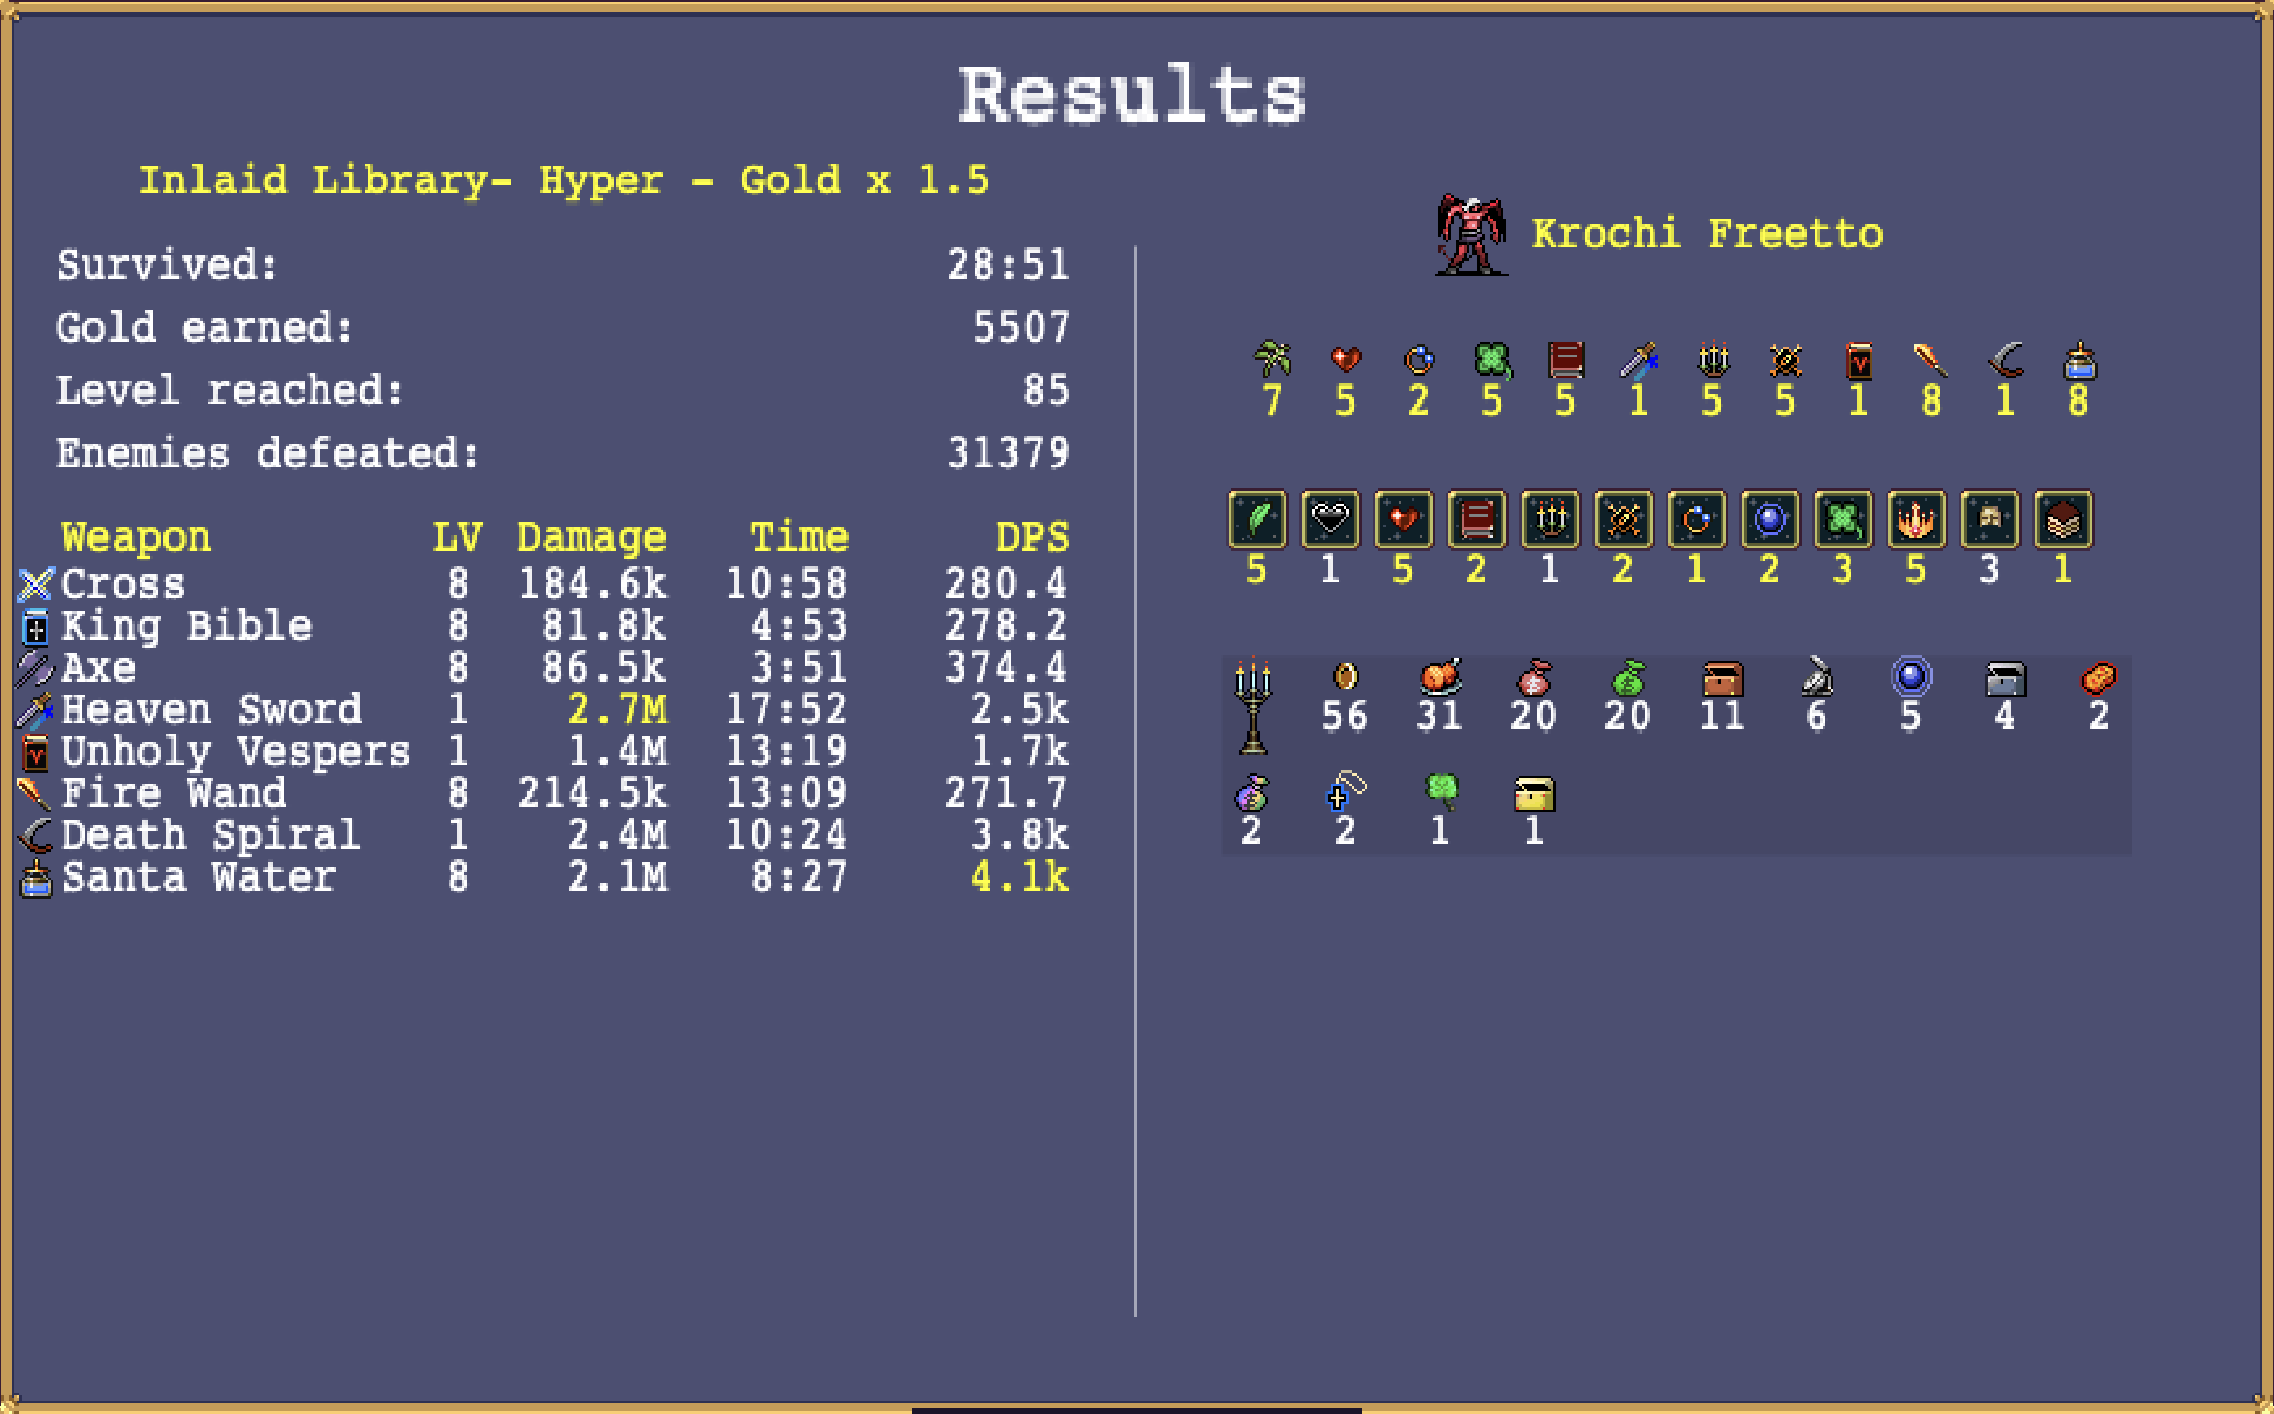 Results
Inlaid Library- Hyper - Gold x 1.5
Survived: 28:51
Gold earned: 5507
Level reached: 85
Enemies defeated: 31379
Weapon LV Damage Time DPS
Cross 8 184.6k 10:58 280.4
King Bible 8 81.8k 4:53 278.2
Axe 8 86.5k 3:51 374.4
Heaven Sword 1 2.7M 17:52 2.5k
Unholy Vespers 1 1.4M 13:19 1.7k
Fire Wand 8 214.5k 13:09 271.7
Death Spiral 1 2.4M 10:24 3.8k
Santa Water 8 2.1M 8:27 4.1k
Krochi Freetto
7 5 2 5 5 1 5 5 1 8 1 8
5 1 5 2 1 2 1 2 3 5 3 1
56 31 20 20 11 6 5 4 2
2 2 1 1